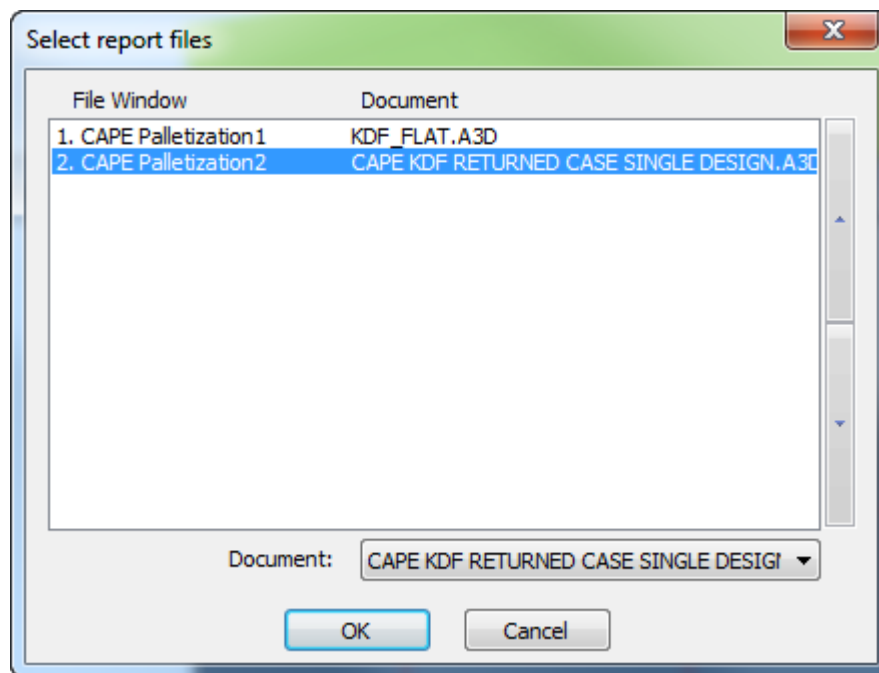 Select report files
File Window Document
1. CAPE Palletization1 KDF_FLAT.A3D
2. CAPE Palletization2 CAPE KDF RETURNED CASE SINGLE DESIGN.A3D
Document: CAPE KDF RETURNED CASE SINGLE DESIGN
OK Cancel